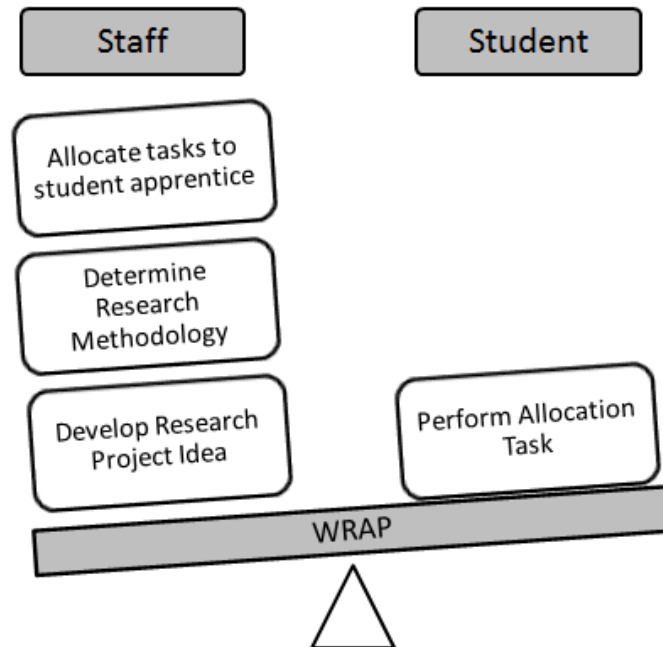 Staff
Student
Allocate tasks to
student apprentice
Determine
Research
Methodology
Develop Research
Project Idea
Perform Allocation
Task
WRAP